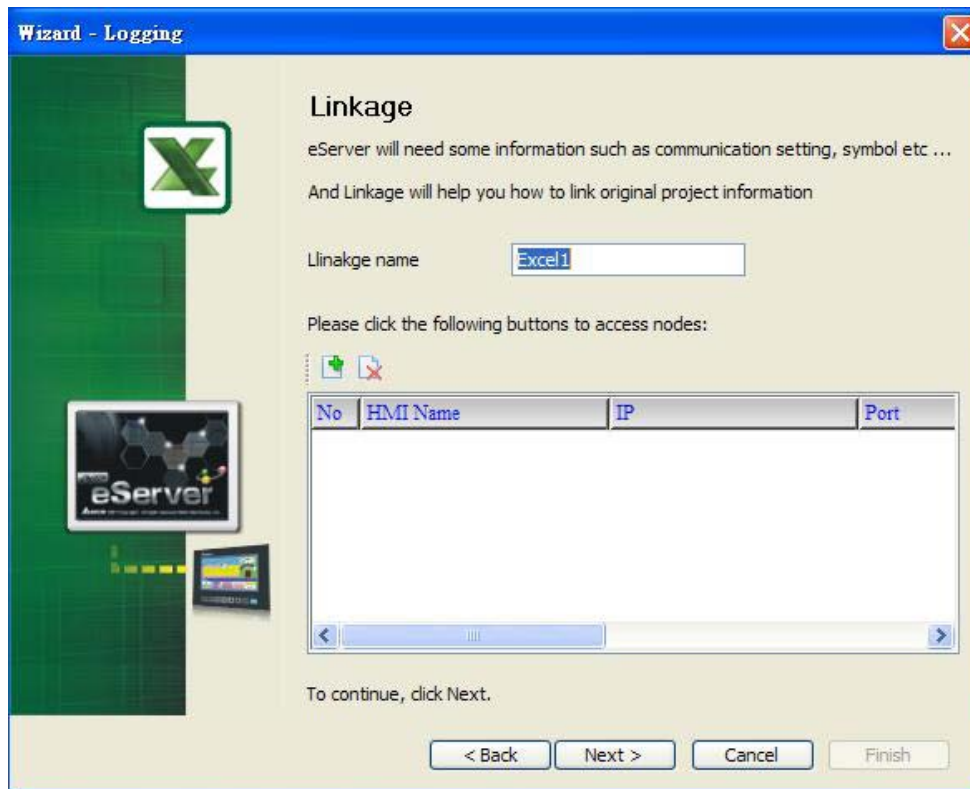 Wizard - Logging
Linkage
eServer will need some information such as communication setting, symbol etc ...
And Linkage will help you how to link original project information
Llinakge name
Excel1
Please click the following buttons to access nodes:
No HMI Name IP Port
eServer
To continue, click Next.
< Back Next > Cancel Finish